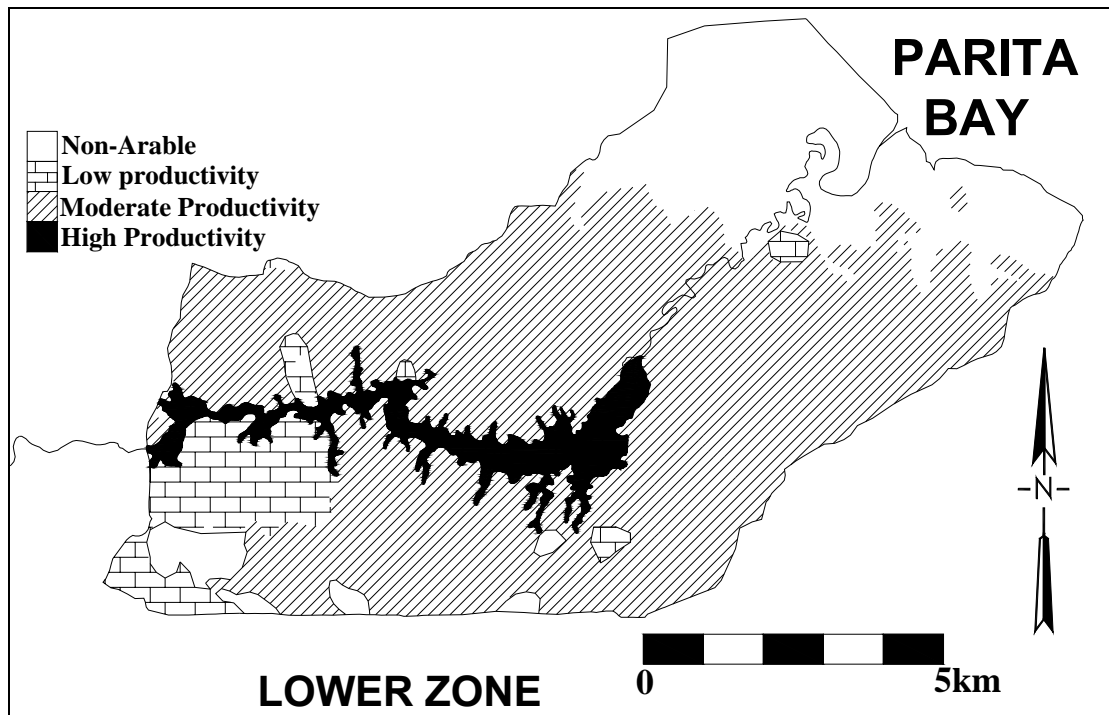 PARITA
BAY
Non-Arable
Low productivity
Moderate Productivity
High Productivity
N
0 5km
LOWER ZONE